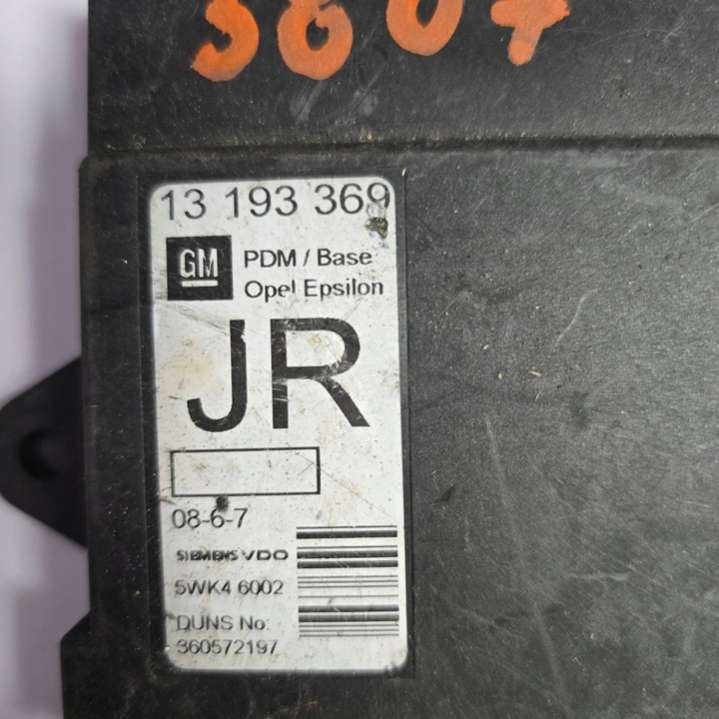 3807
13 193 369
GM
PDM / Base
Opel Epsilon
JR
08-6-7
SIEMENS VDO
5WK4 6002
DUNS No:
360572197